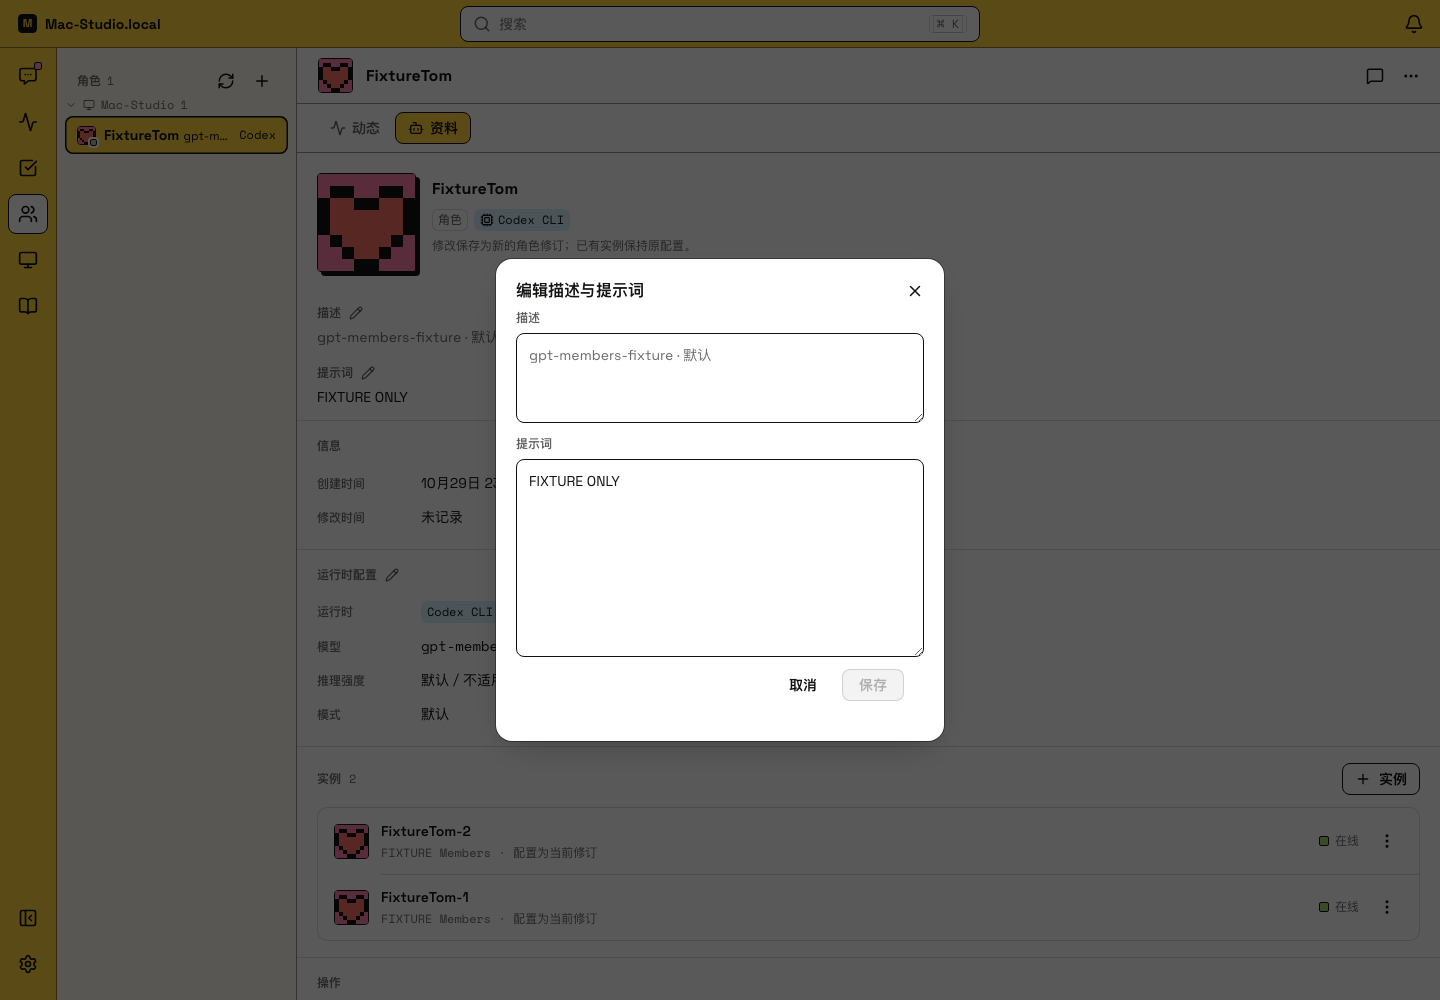 M Mac-Studio.local
搜索
⌘ K
角色 1
Mac-Studio 1
FixtureTom gpt-m… Codex
FixtureTom
动态
资料
FixtureTom
角色
Codex CLI
修改保存为新的角色修订；已有实例保持原配置。
描述
gpt-members-fixture · 默认
提示词
FIXTURE ONLY
信息
创建时间
10月29日 23
修改时间
未记录
运行时配置
运行时
Codex CLI
模型
gpt-membe
推理强度
默认 / 不适用
模式
默认
编辑描述与提示词
描述
gpt-members-fixture · 默认
提示词
FIXTURE ONLY
取消
保存
实例 2
实例
FixtureTom-2
FIXTURE Members · 配置为当前修订
在线
FixtureTom-1
FIXTURE Members · 配置为当前修订
在线
操作